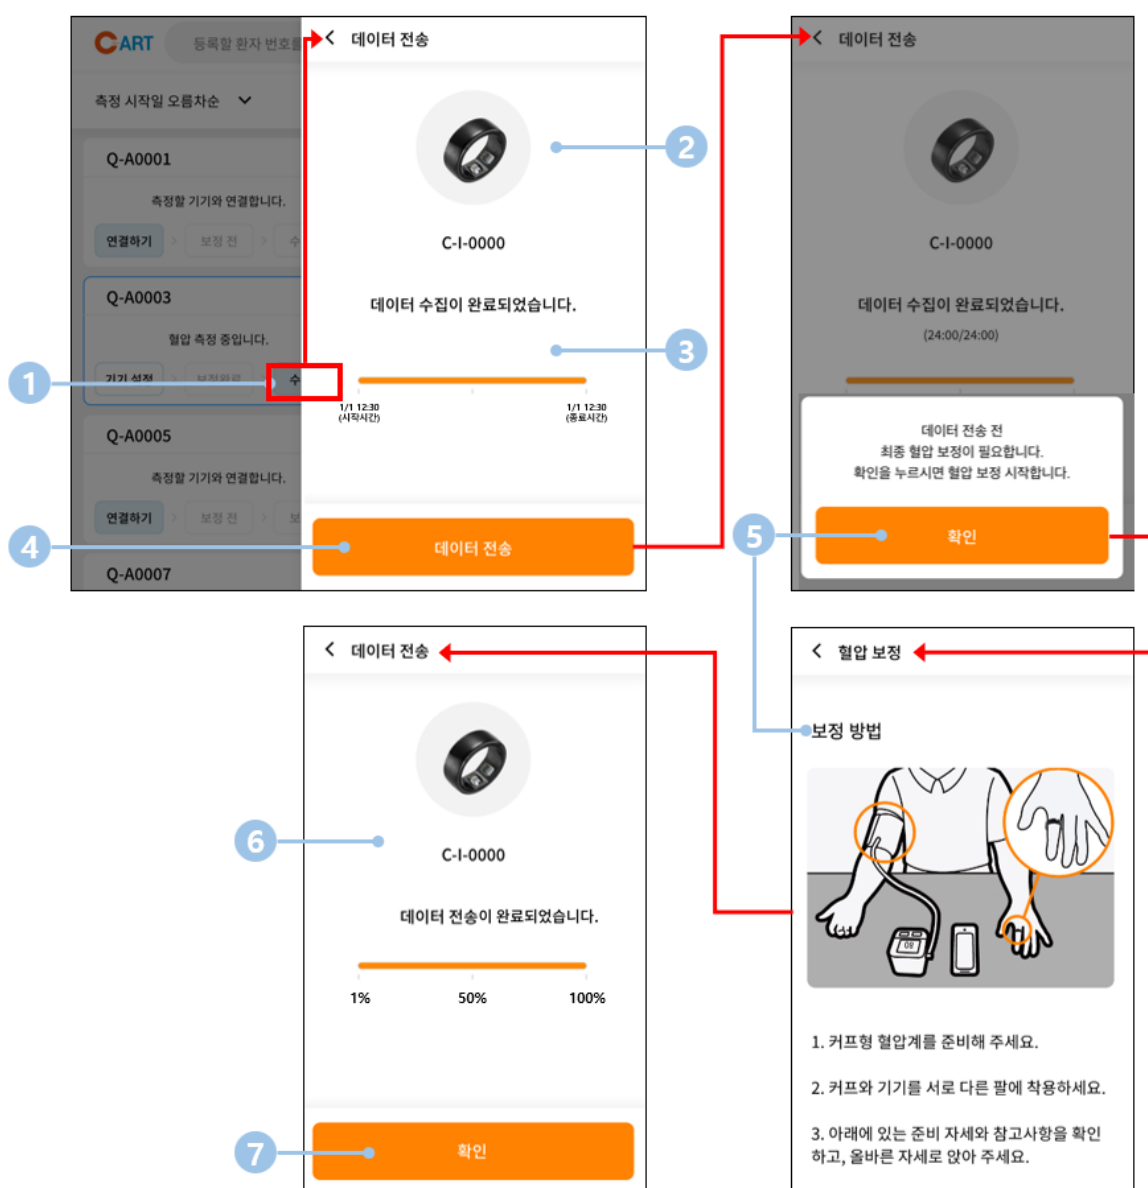 CART
등록할 환자 번호를
측정 시작일 오름차순
Q-A0001
측정할 기기와 연결합니다.
연결하기 > 보정 전 > 수
Q-A0003
혈압 측정 중입니다.
기기 설정 > 보정완료 > 수
1
Q-A0005
측정할 기기와 연결합니다.
연결하기 > 보정 전 > 보
Q-A0007
데이터 전송
2
C-I-0000
데이터 수집이 완료되었습니다.
3
1/1 12:30
(시작시간)
1/1 12:30
(종료시간)
4
데이터 전송
데이터 전송
C-I-0000
데이터 수집이 완료되었습니다.
(24:00/24:00)
데이터 전송 전
최종 혈압 보정이 필요합니다.
확인을 누르시면 혈압 보정 시작합니다.
5
확인
데이터 전송
6
C-I-0000
데이터 전송이 완료되었습니다.
1% 50% 100%
7
확인
혈압 보정
보정 방법
1. 커프형 혈압계를 준비해 주세요.
2. 커프와 기기를 서로 다른 팔에 착용하세요.
3. 아래에 있는 준비 자세와 참고사항을 확인
하고, 올바른 자세로 앉아 주세요.